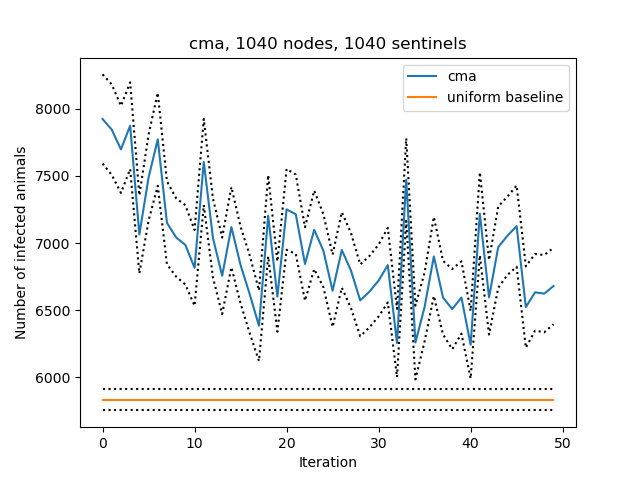 cma, 1040 nodes, 1040 sentinels
cma
uniform baseline
Number of infected animals
8000
7500
7000
6500
6000
0 10 20 30 40 50
Iteration